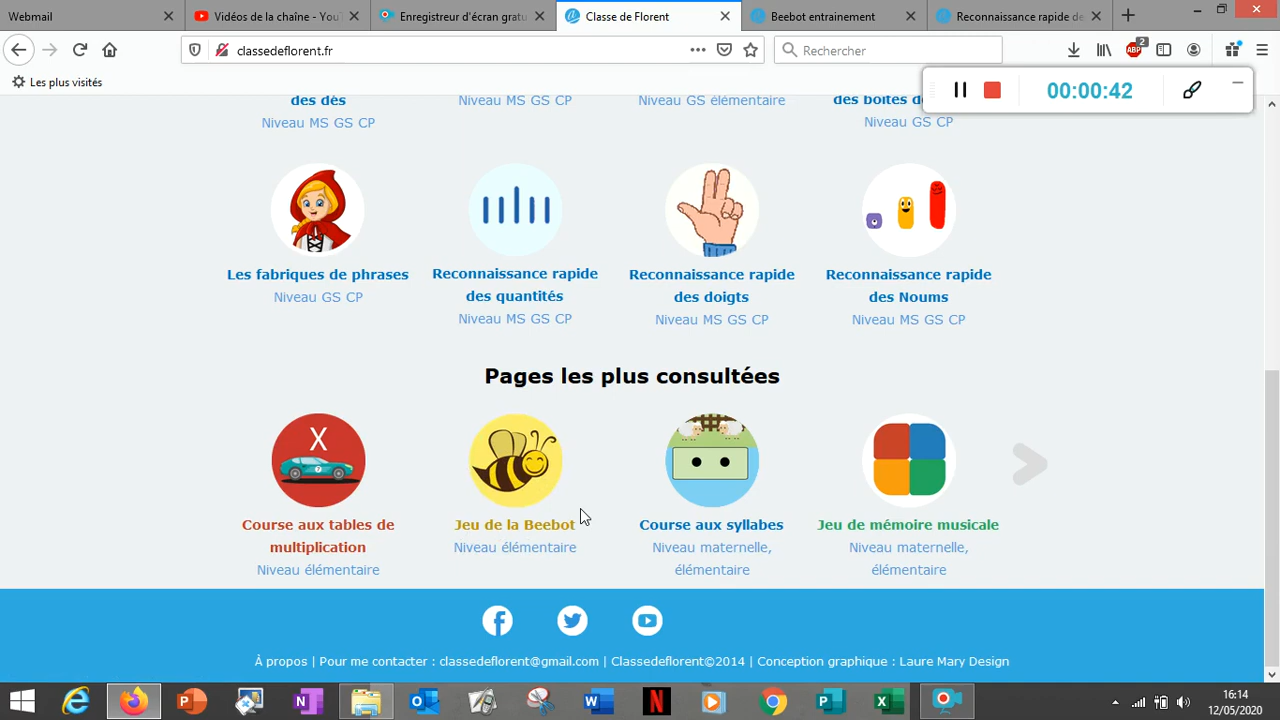 Webmail
Vidéos de la chaîne - You
Enregistreur d'écran gratu
Classe de Florent
Beebot entrainement
Reconnaissance rapide de
classedeflorent.fr
Rechercher
2
Les plus visités
00:00:42
des dés
Niveau MS GS CP
Niveau MS GS CP
Niveau GS élémentaire
des boites d
Niveau GS CP
Les fabriques de phrases
Niveau GS CP
Reconnaissance rapide
des quantités
Niveau MS GS CP
Reconnaissance rapide
des doigts
Niveau MS GS CP
Reconnaissance rapide
des Noums
Niveau MS GS CP
Pages les plus consultées
X
7
Course aux tables de
multiplication
Niveau élémentaire
Jeu de la Beebot
Niveau élémentaire
Course aux syllabes
Niveau maternelle,
élémentaire
Jeu de mémoire musicale
Niveau maternelle,
élémentaire
À propos | Pour me contacter : classedeflorent@gmail.com | Classedeflorent©2014 | Conception graphique : Laure Mary Design
16:14
12/05/2020